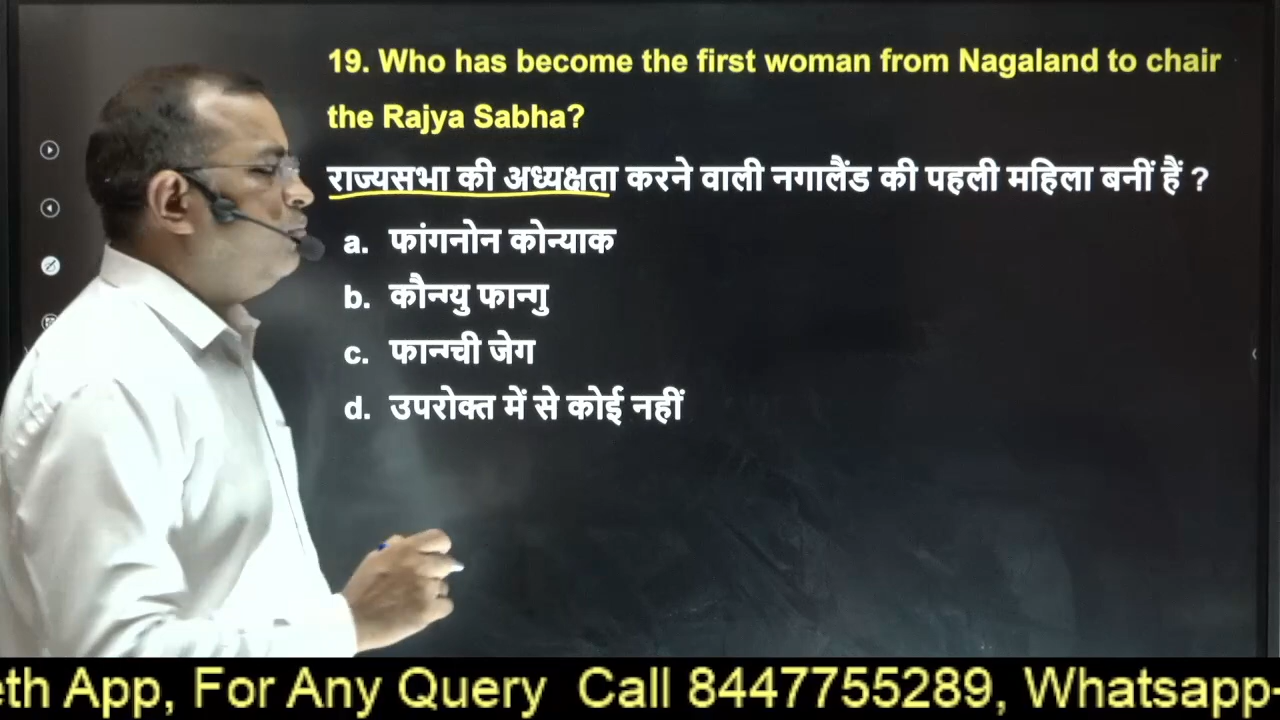 19. Who has become the first woman from Nagaland to chair
the Rajya Sabha?
राज्यसभा की अध्यक्षता करने वाली नगालैंड की पहली महिला बनीं हैं ?
a. फांगनोन कोन्याक
b. कौन्ग्यु फान्गु
c. फान्ग्ची जेग
d. उपरोक्त में से कोई नहीं
eth App, For Any Query Call 8447755289, Whatsapp-